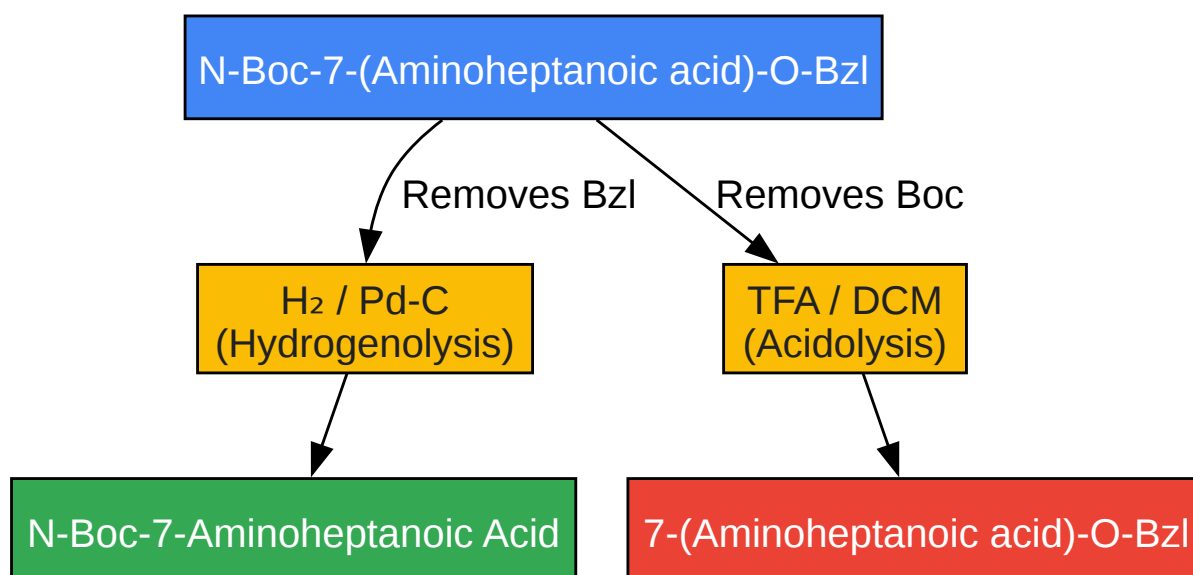 N-Boc-7-(Aminoheptanoic acid)-O-Bzl
Removes Bzl
Removes Boc
H₂ / Pd-C
(Hydrogenolysis)
TFA / DCM
(Acidolysis)
N-Boc-7-Aminoheptanoic Acid
7-(Aminoheptanoic acid)-O-Bzl